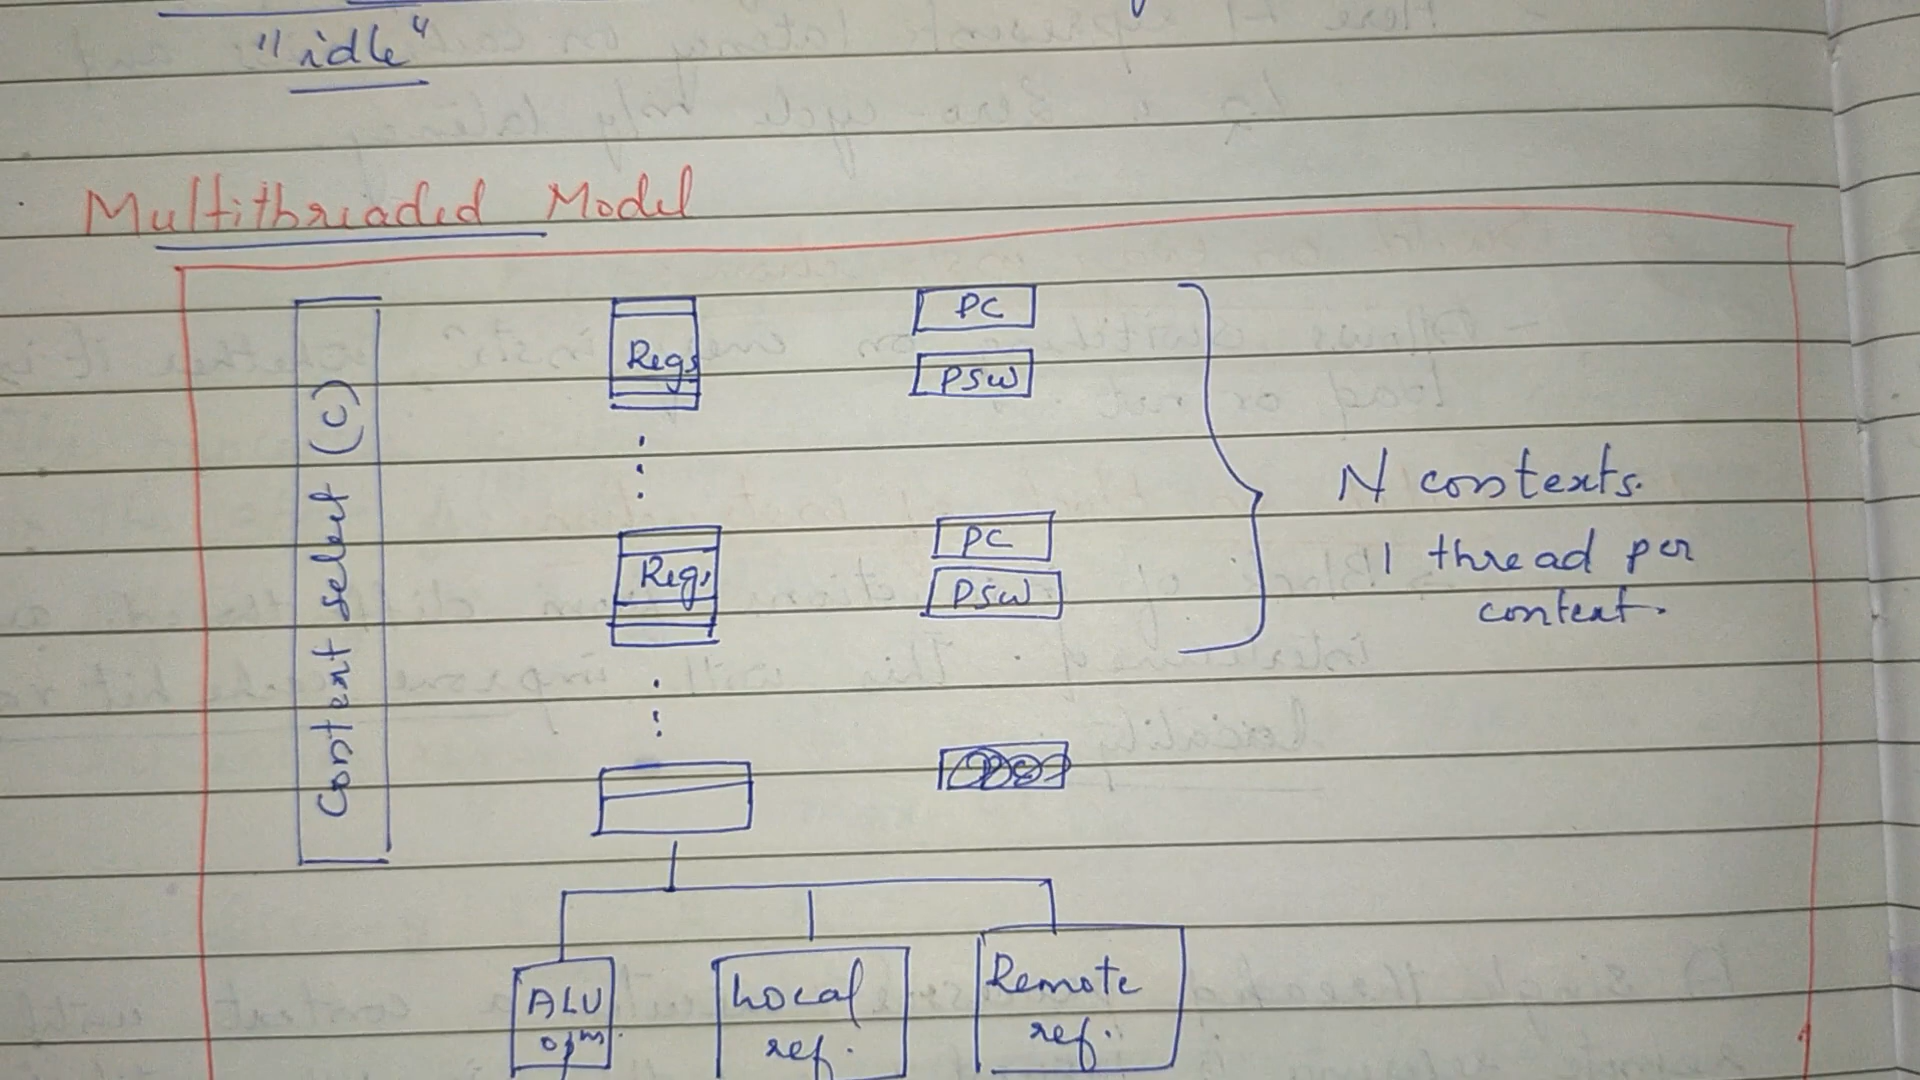 "idle"
Multithreaded Model
Context select (C)
Regs
PC
PSW
Regs
PC
PSW
N contexts.
1 thread per
context.
ALU
opn.
Local
ref.
Remote
ref.